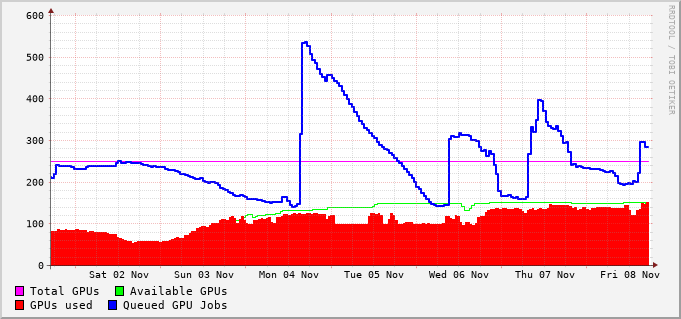 600
500
400
300
200
100
0
Sat 02 Nov Sun 03 Nov Mon 04 Nov Tue 05 Nov Wed 06 Nov Thu 07 Nov Fri 08 Nov
Total GPUs Available GPUs
GPUs used Queued GPU Jobs
RRDTOOL / TOBI OETIKER